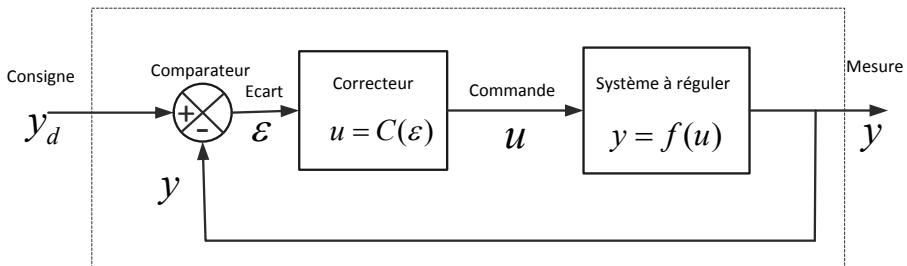 Consigne
y_d
Comparateur
+
-
y
Ecart
ε
Correcteur
u = C(ε)
Commande
u
Système à réguler
y = f(u)
Mesure
y